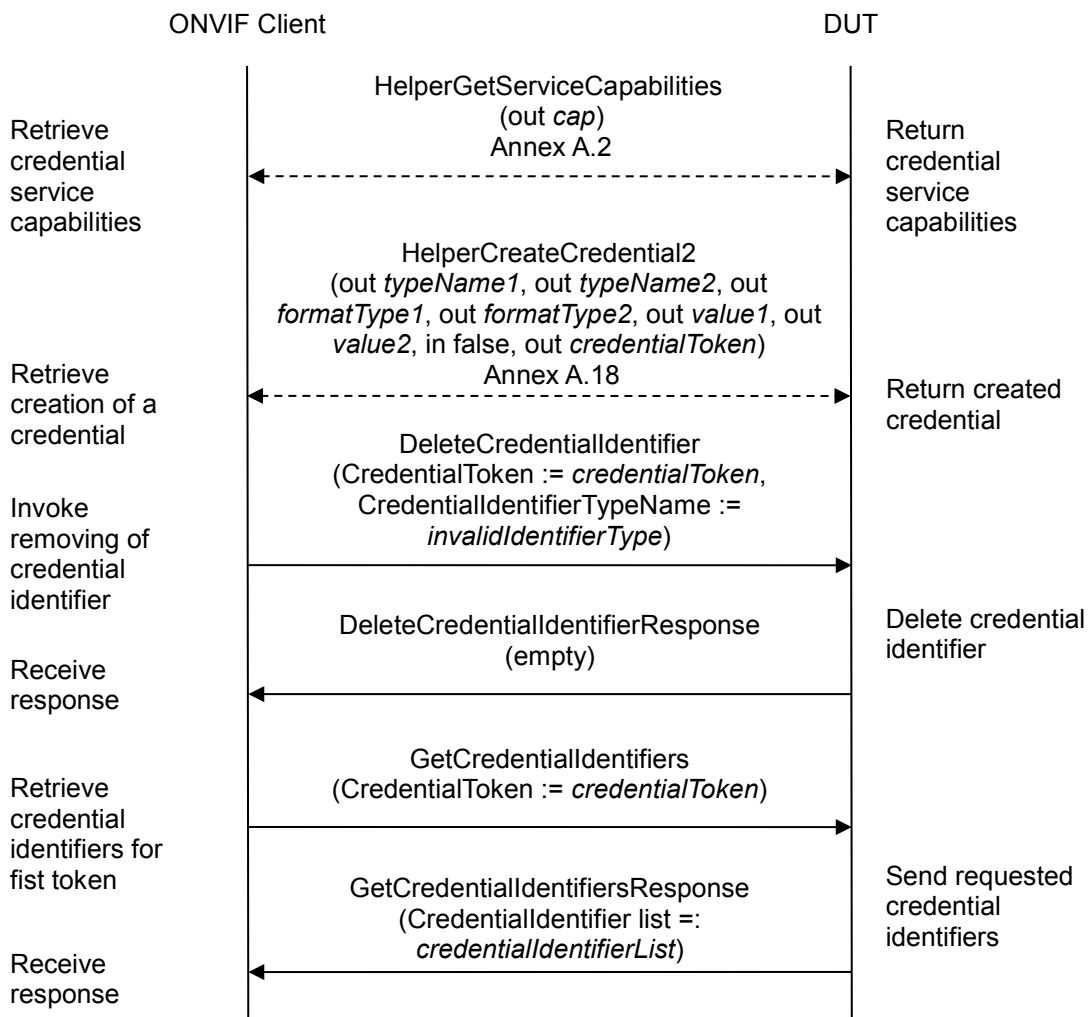 ONVIF Client
DUT
HelperGetServiceCapabilities
(out cap)
Annex A.2
Retrieve
credential
service
capabilities
Return
credential
service
capabilities
HelperCreateCredential2
(out typeName1, out typeName2, out
formatType1, out formatType2, out value1, out
value2, in false, out credentialToken)
Annex A.18
Retrieve
creation of a
credential
Return created
credential
DeleteCredentialIdentifier
(CredentialToken := credentialToken,
CredentialIdentifierTypeName :=
invalidIdentifierType)
Invoke
removing of
credential
identifier
DeleteCredentialIdentifierResponse
(empty)
Delete credential
identifier
Receive
response
GetCredentialIdentifiers
(CredentialToken := credentialToken)
Retrieve
credential
identifiers for
fist token
GetCredentialIdentifiersResponse
(CredentialIdentifier list =:
credentialIdentifierList)
Send requested
credential
identifiers
Receive
response